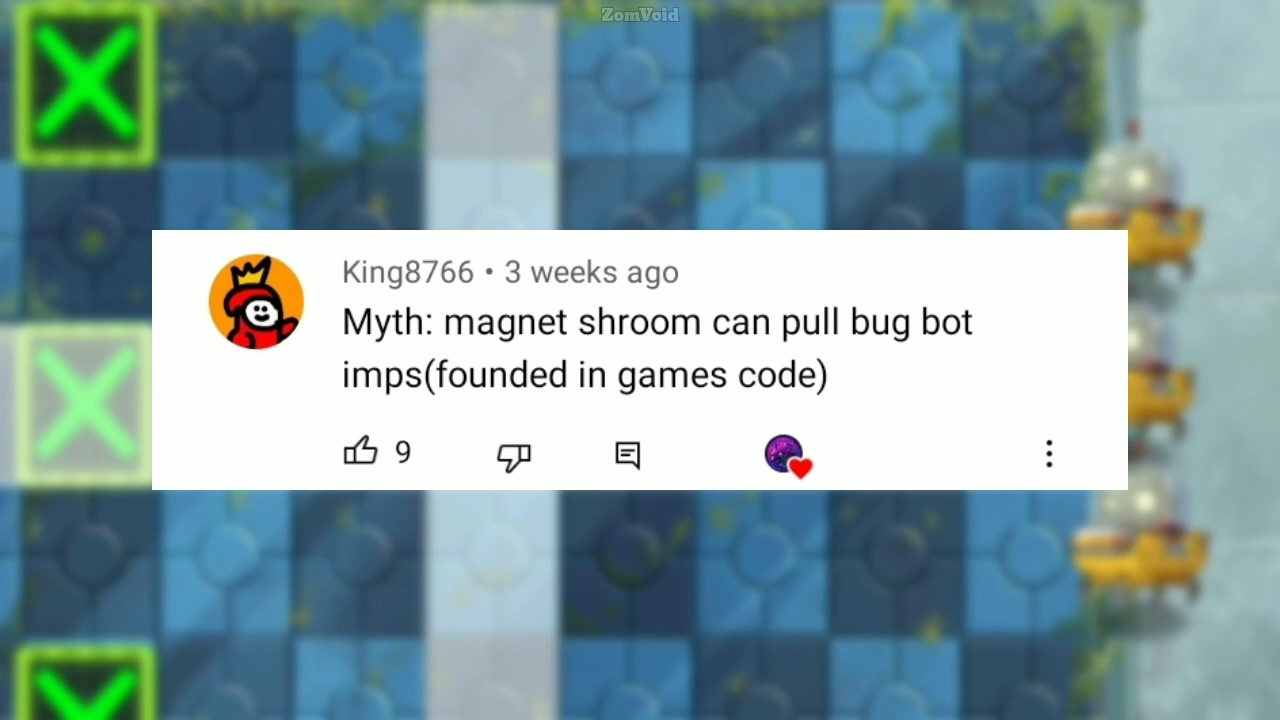 ZomVoid
King8766 • 3 weeks ago
Myth: magnet shroom can pull bug bot
imps(founded in games code)
9